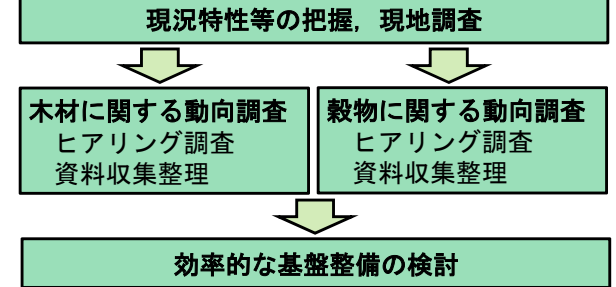 現況特性等の把握，現地調査
木材に関する動向調査
ヒアリング調査
資料収集整理
穀物に関する動向調査
ヒアリング調査
資料収集整理
効率的な基盤整備の検討